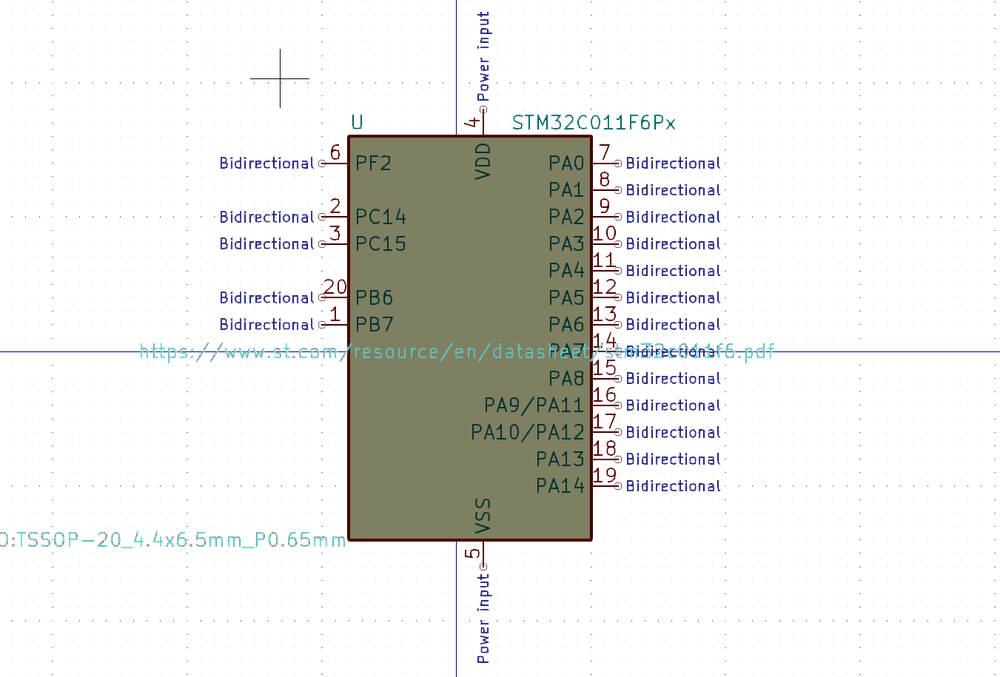 Power input
4
U STM32C011F6Px
VDD
Bidirectional 6 PF2 PA0 7 Bidirectional
PA1 8 Bidirectional
Bidirectional 2 PC14 PA2 9 Bidirectional
Bidirectional 3 PC15 PA3 10 Bidirectional
PA4 11 Bidirectional
Bidirectional 20 PB6 PA5 12 Bidirectional
Bidirectional 1 PB7 PA6 13 Bidirectional
https://www.st.com/resource/en/datasheet/stm32c011f6.pdf
PA7 14 Bidirectional
PA8 15 Bidirectional
PA9/PA11 16 Bidirectional
PA10/PA12 17 Bidirectional
PA13 18 Bidirectional
PA14 19 Bidirectional
VSS
O:TSSOP-20_4.4x6.5mm_P0.65mm
5
Power input